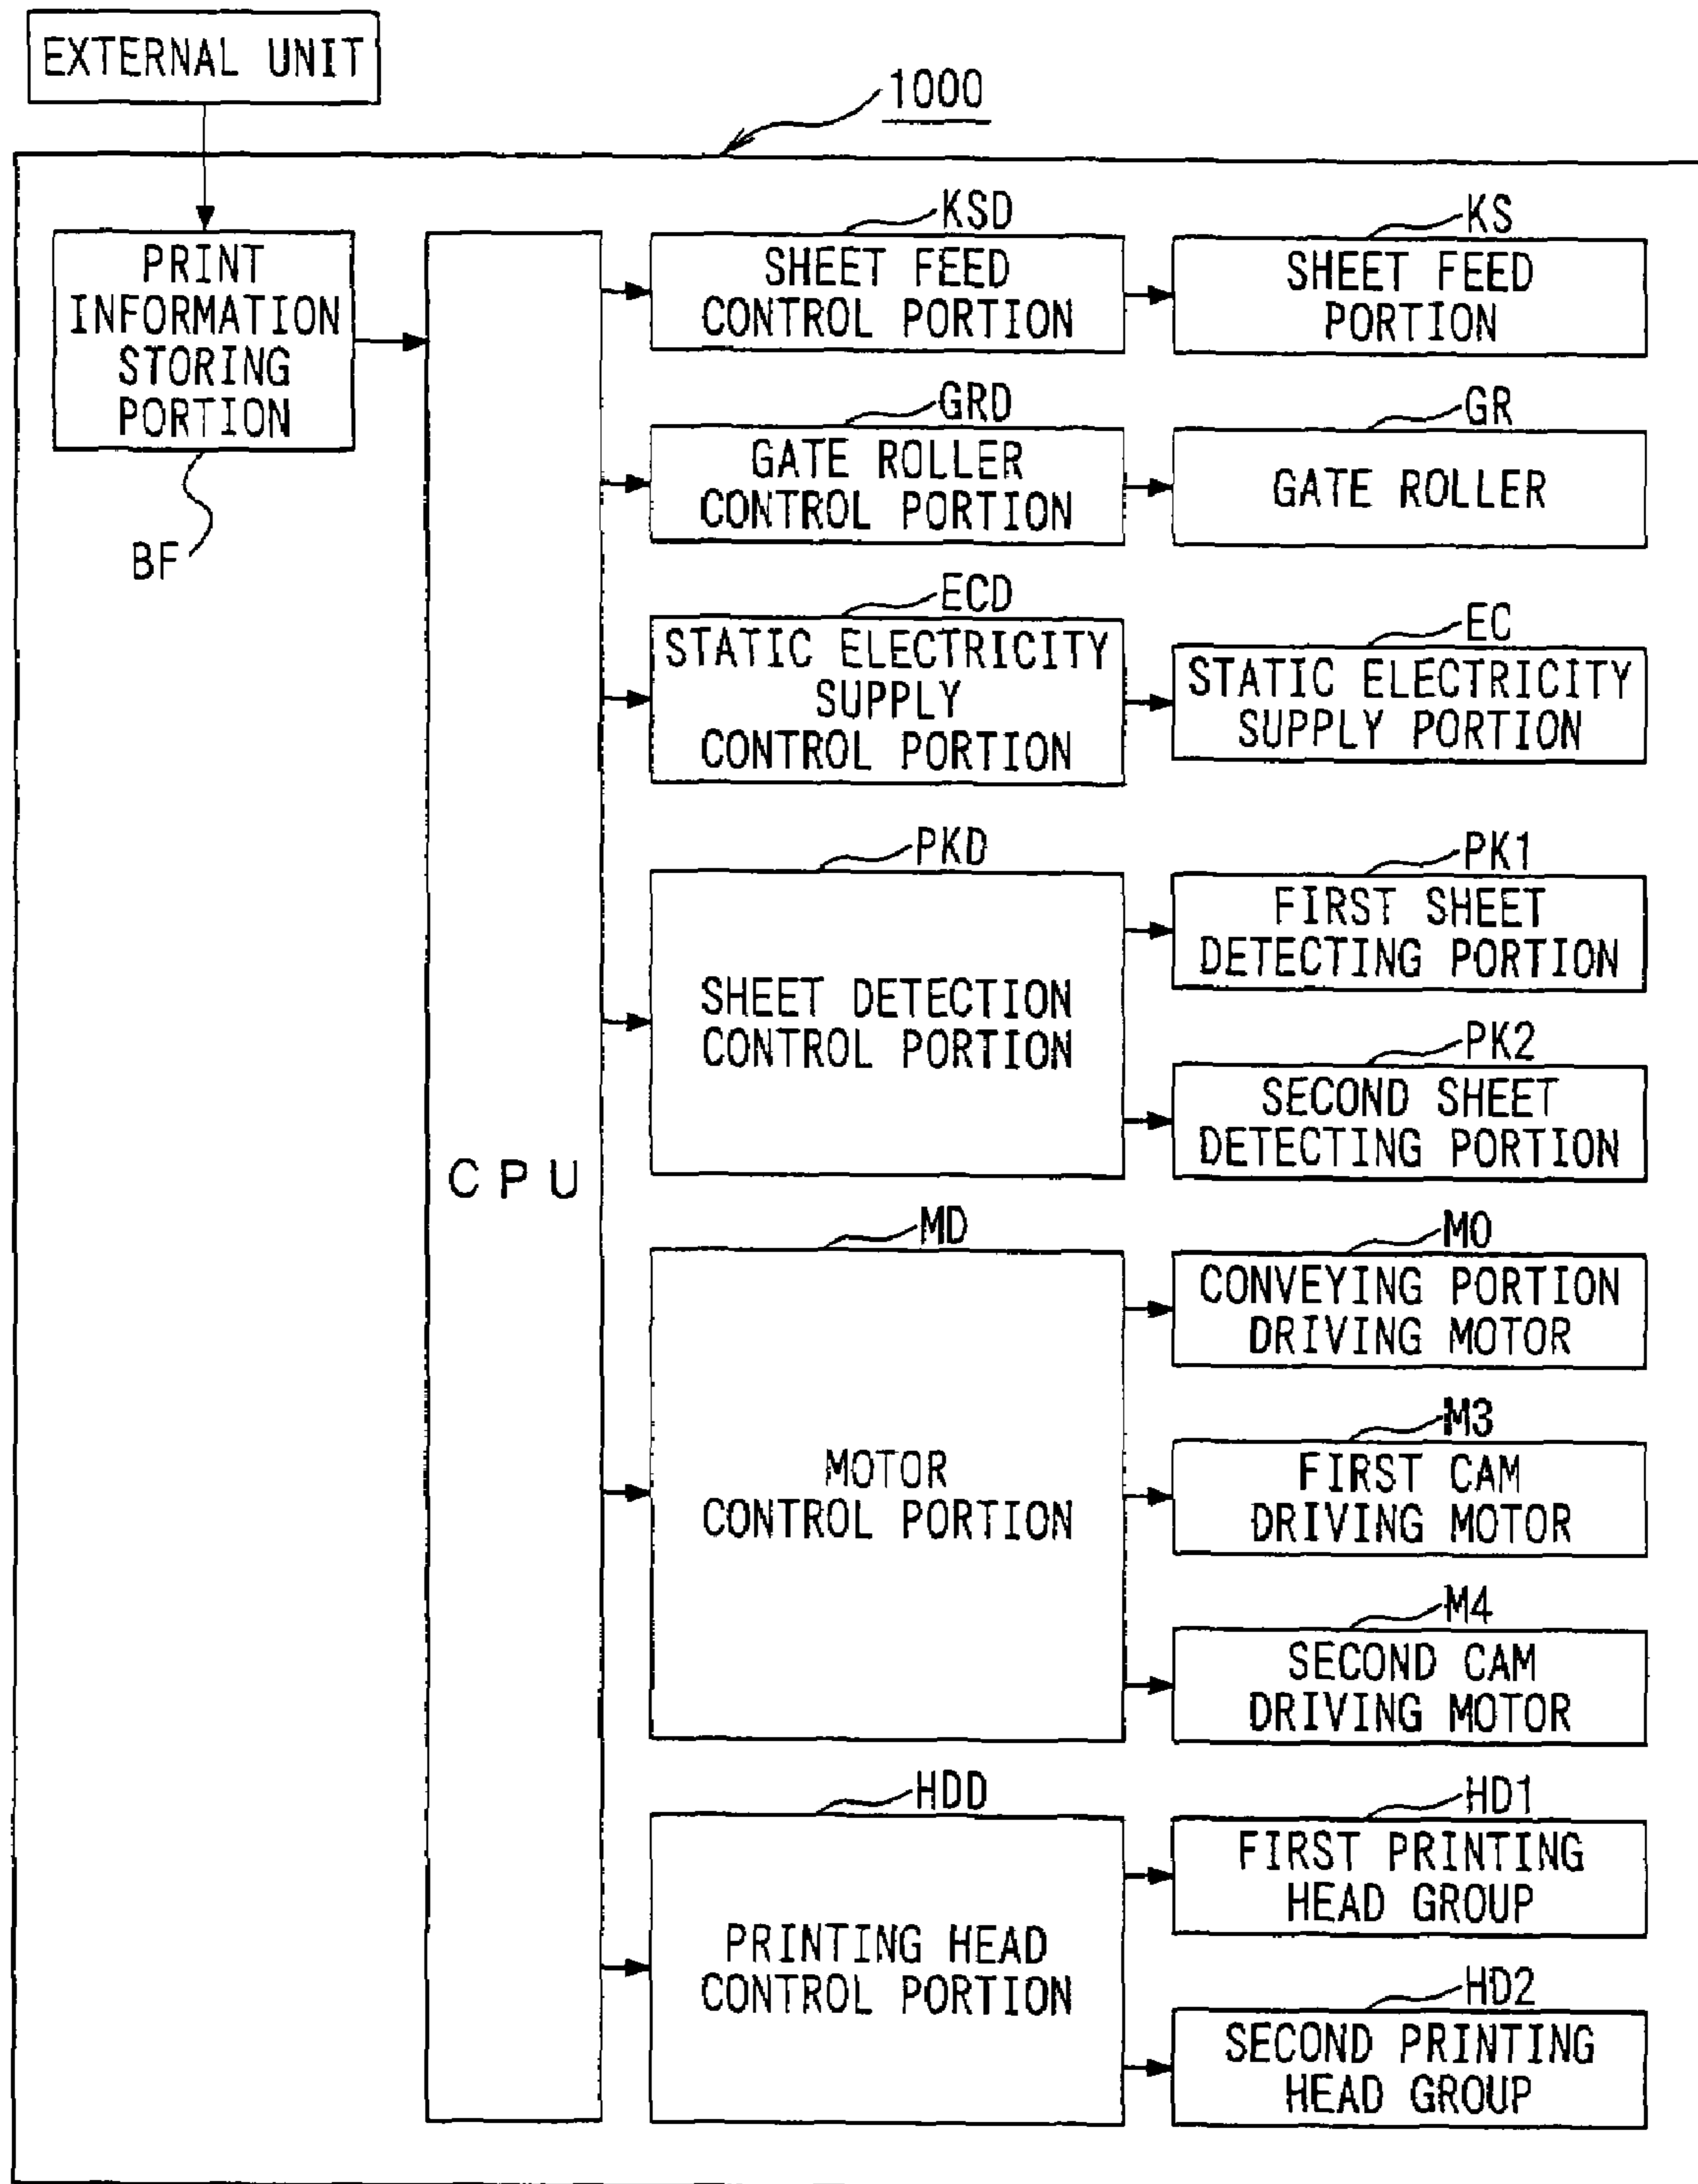 EXTERNAL UNIT
1000
PRINT
INFORMATION
STORING
PORTION
BF
CPU
KSD
SHEET FEED
CONTROL PORTION
KS
SHEET FEED
PORTION
GRD
GATE ROLLER
CONTROL PORTION
GR
GATE ROLLER
ECD
STATIC ELECTRICITY
SUPPLY
CONTROL PORTION
EC
STATIC ELECTRICITY
SUPPLY PORTION
PKD
SHEET DETECTION
CONTROL PORTION
PK1
FIRST SHEET
DETECTING PORTION
PK2
SECOND SHEET
DETECTING PORTION
MD
MOTOR
CONTROL PORTION
M0
CONVEYING PORTION
DRIVING MOTOR
M3
FIRST CAM
DRIVING MOTOR
M4
SECOND CAM
DRIVING MOTOR
HDD
PRINTING HEAD
CONTROL PORTION
HD1
FIRST PRINTING
HEAD GROUP
HD2
SECOND PRINTING
HEAD GROUP